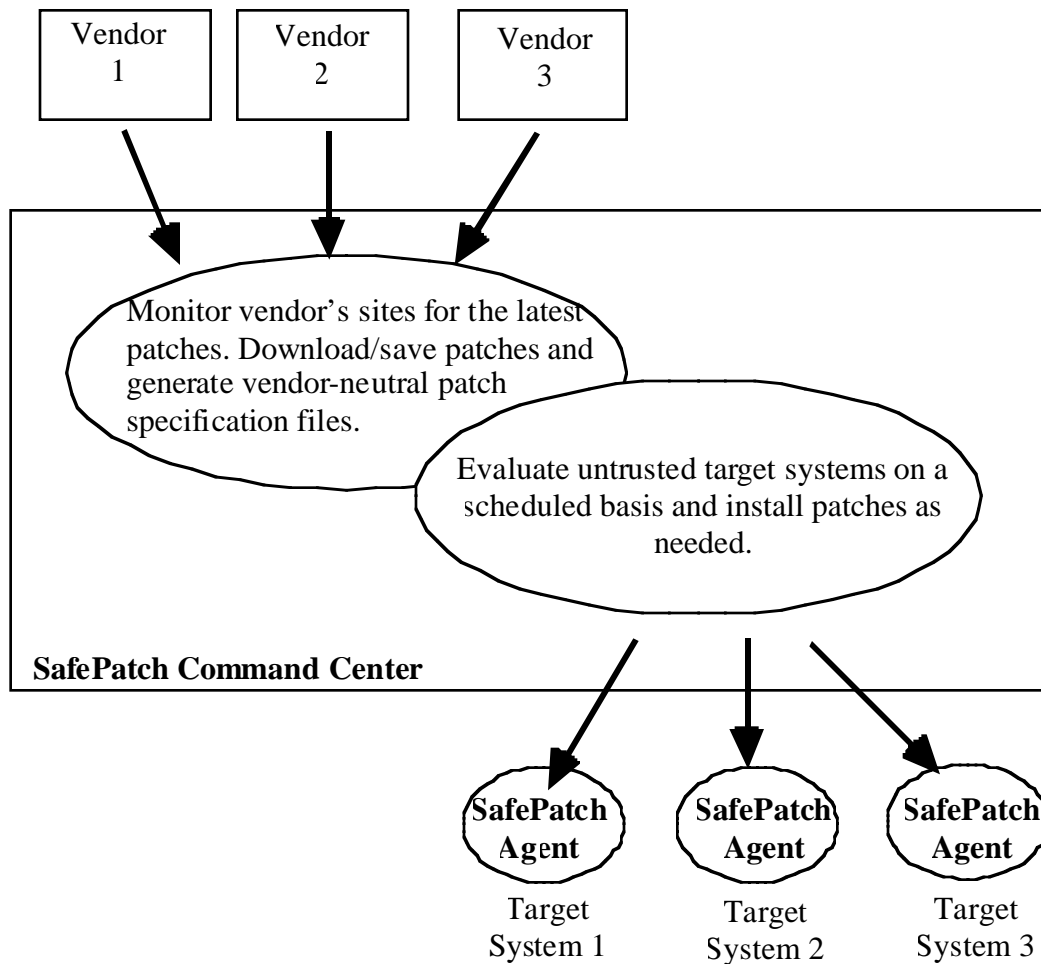 Vendor
1
Vendor
2
Vendor
3
Monitor vendor’s sites for the latest
patches. Download/save patches and
generate vendor-neutral patch
specification files.
Evaluate untrusted target systems on a
scheduled basis and install patches as
needed.
SafePatch Command Center
SafePatch
Agent
SafePatch
Agent
SafePatch
Agent
Target
System 1
Target
System 2
Target
System 3